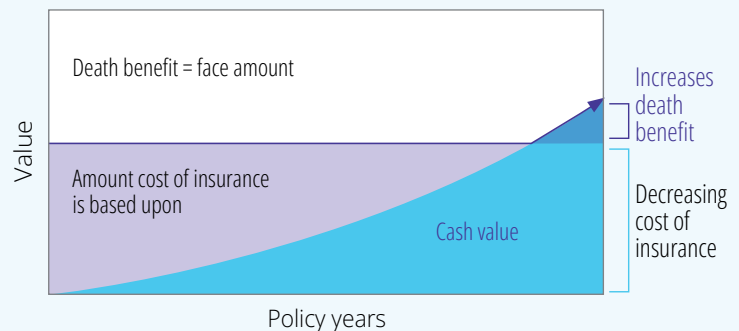 Death benefit = face amount
Increases
death
benefit
Value
Amount cost of insurance
is based upon
Cash value
Decreasing
cost of
insurance
Policy years